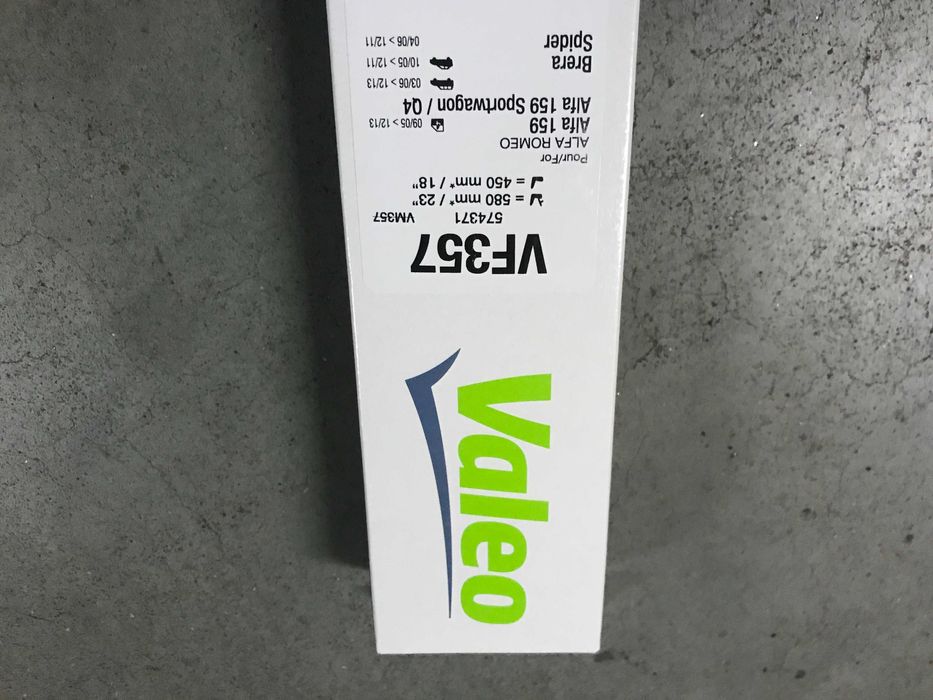 Valeo
VF357
574371 VM357
= 580 mm* / 23"
= 450 mm* / 18"
Pour/For
ALFA ROMEO
Alfa 159 09/05 > 12/13
Alfa 159 Sportwagon / Q4
03/06 > 12/13
Brera 10/05 > 12/11
Spider 04/06 > 12/11